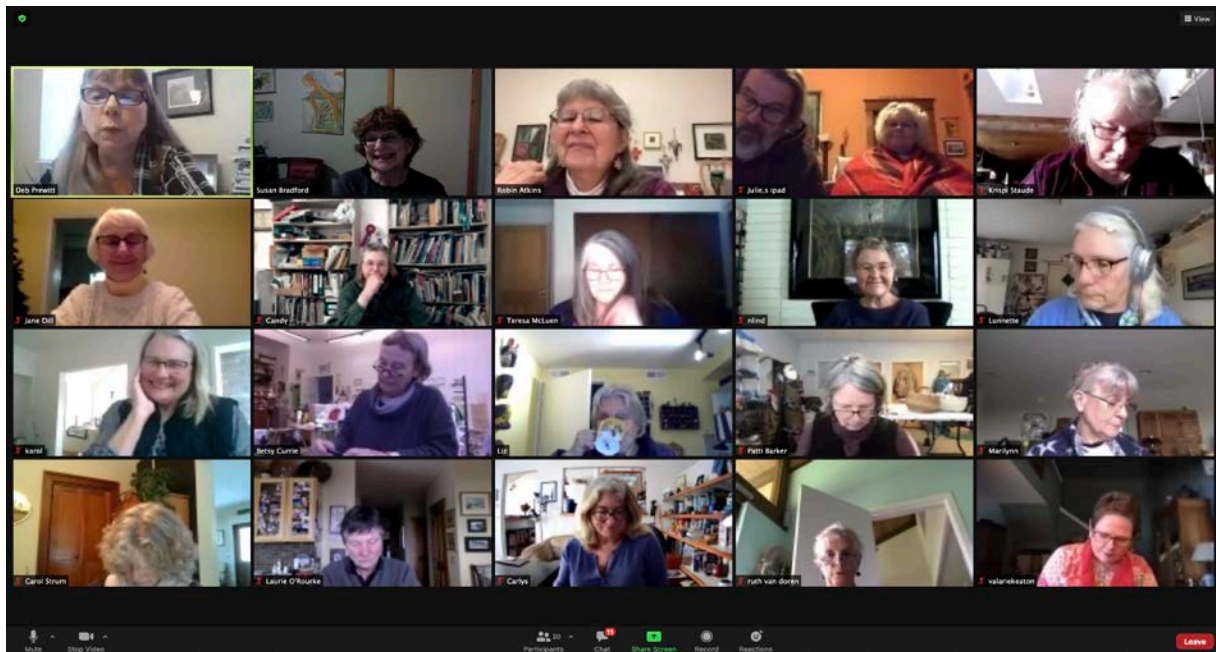 View
Deb Prewitt
Susan Bradford
Robin Atkins
Julie,s ipad
Krispi Staude
Jane Dill
Candy
Teresa McLuen
nlind
Lunnette
karol
Betsy Currie
Liz
Patti Barker
Marilynn
Carol Strum
Laurie O'Rourke
Carlys
ruth van doren
valariekeaton
Mute
Stop Video
20
Participants
11
Chat
Share Screen
Record
Reactions
Leave